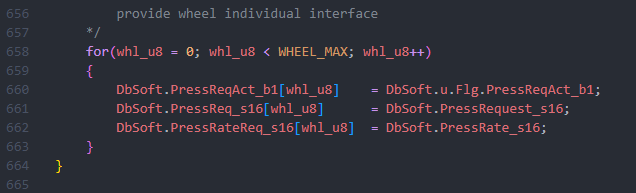 656 provide wheel individual interface
657 */
658 for(whl_u8 = 0; whl_u8 < WHEEL_MAX; whl_u8++)
659 {
660 DbSoft.PressReqAct_b1[whl_u8] = DbSoft.u.Flg.PressReqAct_b1;
661 DbSoft.PressReq_s16[whl_u8] = DbSoft.PressRequest_s16;
662 DbSoft.PressRateReq_s16[whl_u8] = DbSoft.PressRate_s16;
663 }
664 }
665